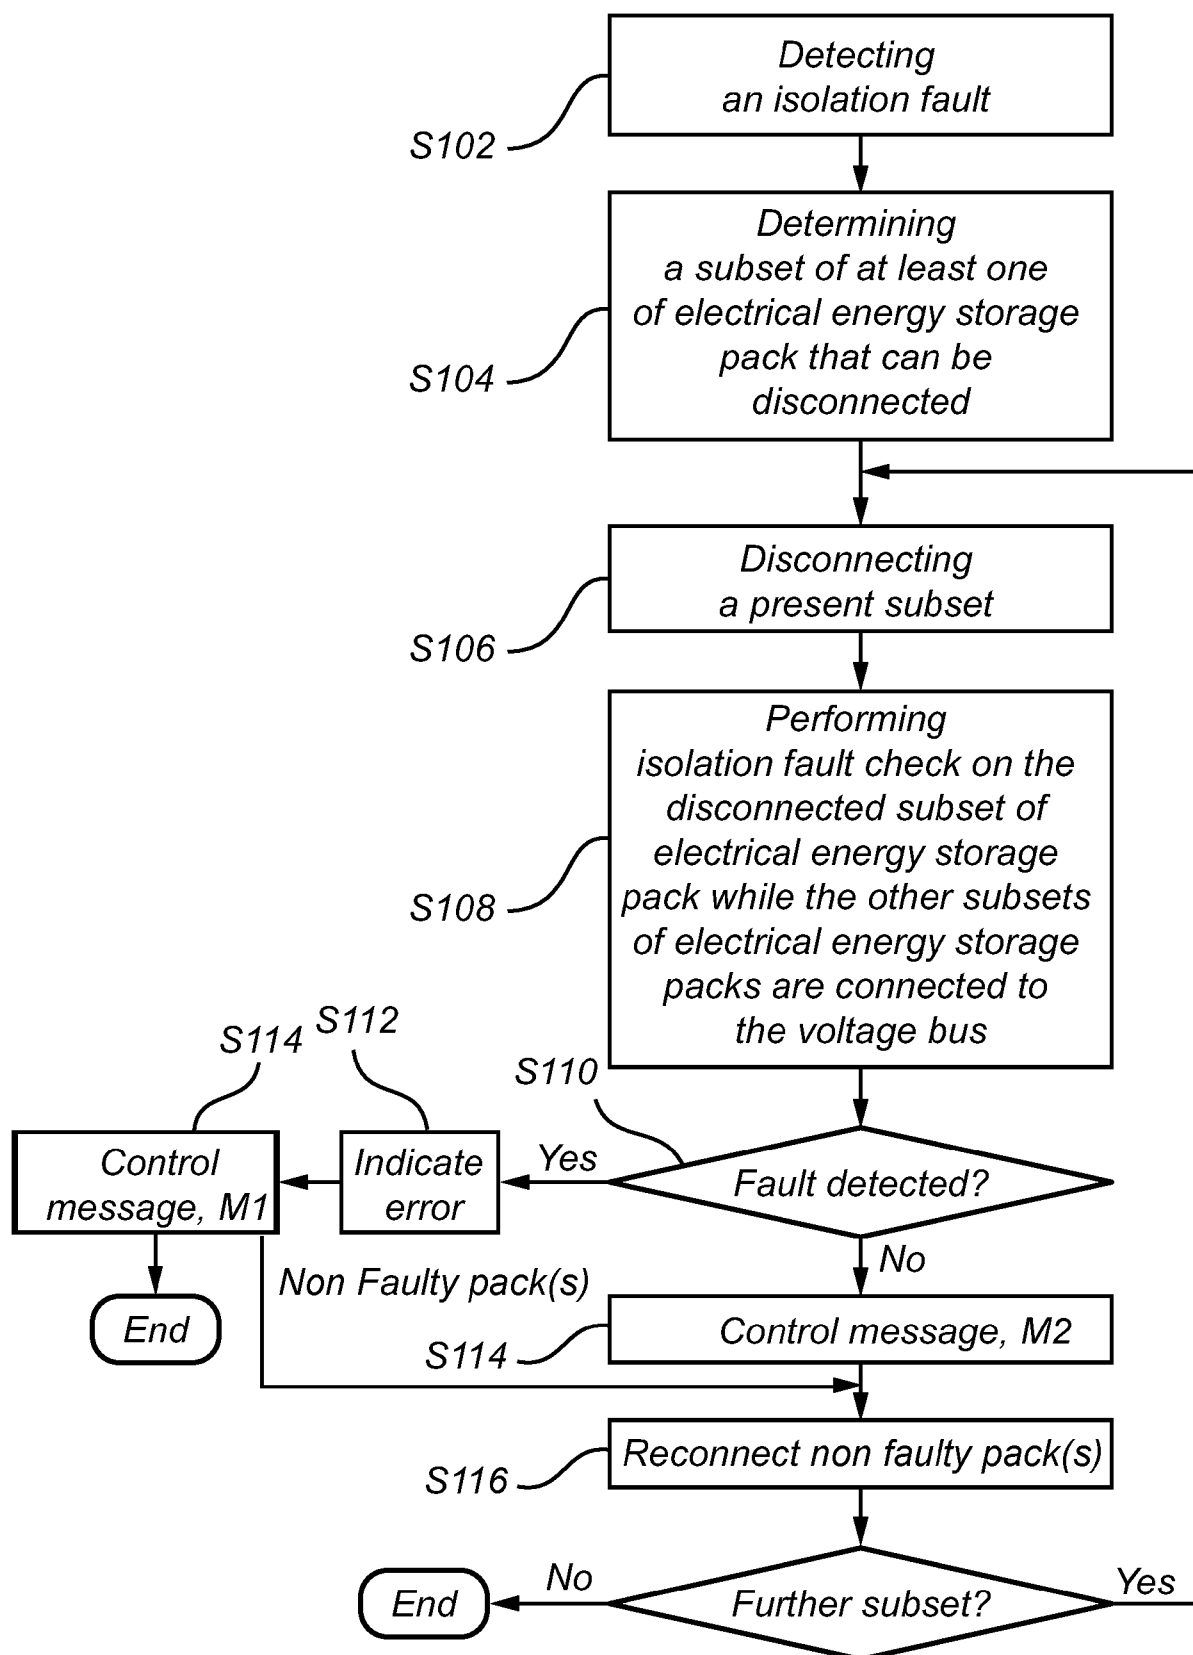 Detecting
an isolation fault
S102
Determining
a subset of at least one
of electrical energy storage
pack that can be
disconnected
S104
Disconnecting
a present subset
S106
Performing
isolation fault check on the
disconnected subset of
electrical energy storage
pack while the other subsets
of electrical energy storage
packs are connected to
the voltage bus
S108
S110
S112
S114
Fault detected?
Yes
Indicate
error
Control
message, M1
End
Non Faulty pack(s)
No
Control message, M2
S114
Reconnect non faulty pack(s)
S116
Further subset?
No
End
Yes